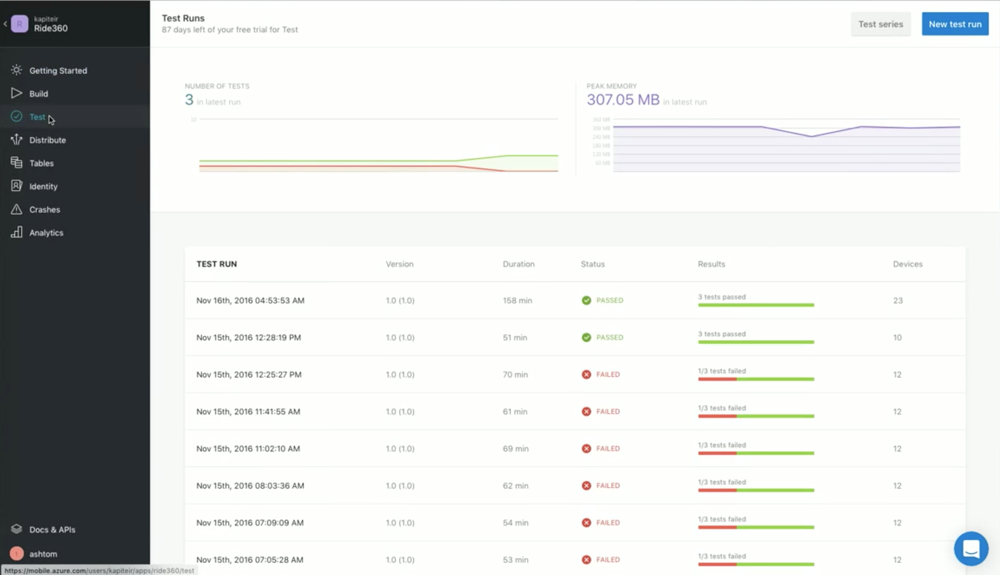 kapiteir
R
Ride360
Getting Started
Build
Test
Distribute
Tables
Identity
Crashes
Analytics
Docs & APIs
ashtom
https://mobile.azure.com/users/kapiteir/apps/ride360/test
Test Runs
87 days left of your free trial for Test
Test series
New test run
NUMBER OF TESTS
3 in latest run
10
PEAK MEMORY
307.05 MB in latest run
360 MB
300 MB
240 MB
180 MB
120 MB
60 MB
TEST RUN Version Duration Status Results Devices
Nov 16th, 2016 04:53:53 AM 1.0 (1.0) 158 min PASSED 3 tests passed 23
Nov 15th, 2016 12:28:19 PM 1.0 (1.0) 51 min PASSED 3 tests passed 10
Nov 15th, 2016 12:25:27 PM 1.0 (1.0) 70 min FAILED 1/3 tests failed 12
Nov 15th, 2016 11:41:55 AM 1.0 (1.0) 61 min FAILED 1/3 tests failed 12
Nov 15th, 2016 11:02:10 AM 1.0 (1.0) 69 min FAILED 1/3 tests failed 12
Nov 15th, 2016 08:03:36 AM 1.0 (1.0) 62 min FAILED 1/3 tests failed 12
Nov 15th, 2016 07:09:09 AM 1.0 (1.0) 54 min FAILED 1/3 tests failed 12
Nov 15th, 2016 07:05:28 AM 1.0 (1.0) 53 min FAILED 1/3 tests failed 12